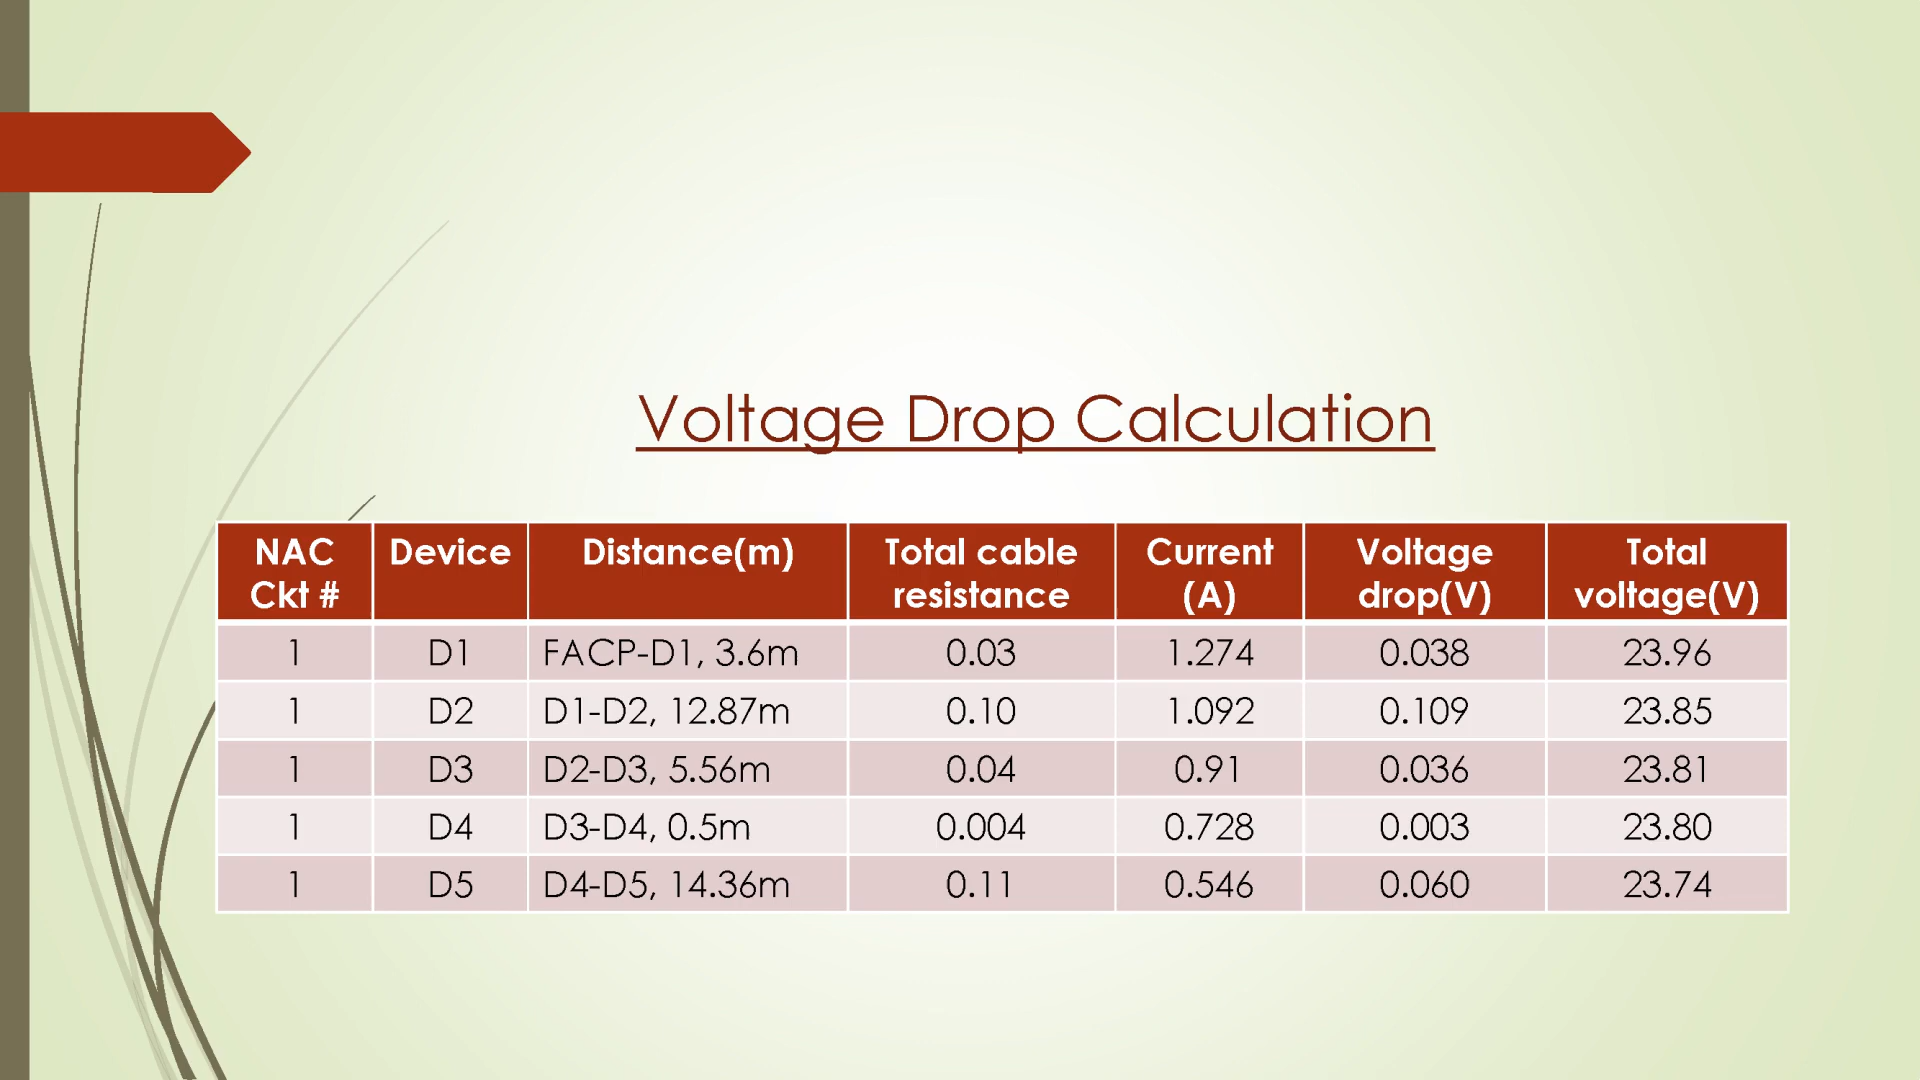 Voltage Drop Calculation
NAC Ckt # Device Distance(m) Total cable resistance Current (A) Voltage drop(V) Total voltage(V)
1 D1 FACP-D1, 3.6m 0.03 1.274 0.038 23.96
1 D2 D1-D2, 12.87m 0.10 1.092 0.109 23.85
1 D3 D2-D3, 5.56m 0.04 0.91 0.036 23.81
1 D4 D3-D4, 0.5m 0.004 0.728 0.003 23.80
1 D5 D4-D5, 14.36m 0.11 0.546 0.060 23.74